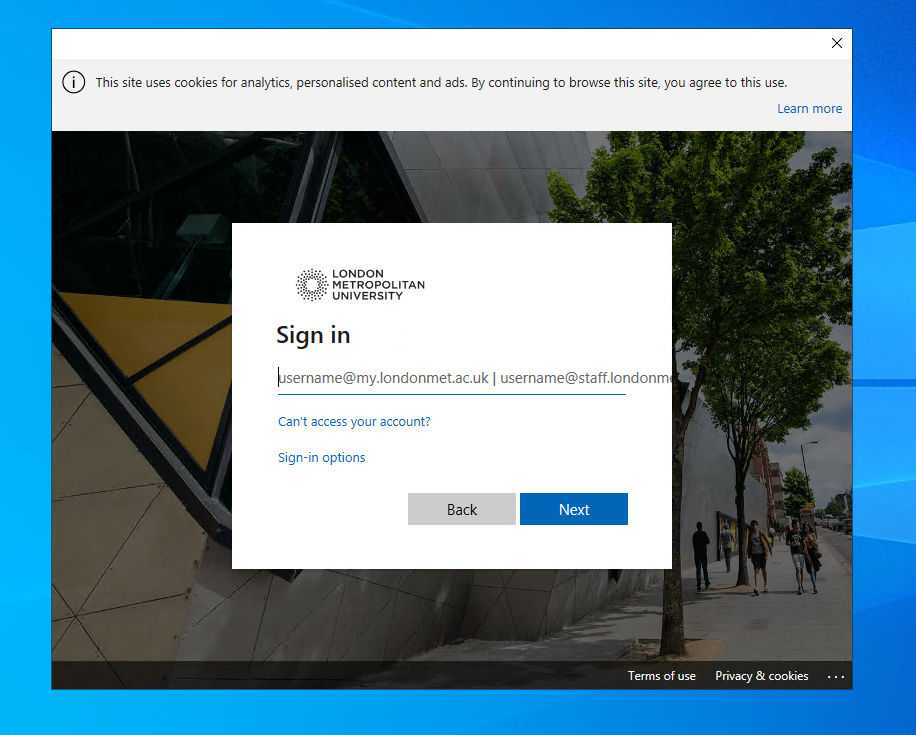 This site uses cookies for analytics, personalised content and ads. By continuing to browse this site, you agree to this use.
Learn more
LONDON
METROPOLITAN
UNIVERSITY
Sign in
username@my.londonmet.ac.uk | username@staff.londonme
Can't access your account?
Sign-in options
Back Next
Terms of use Privacy & cookies ...